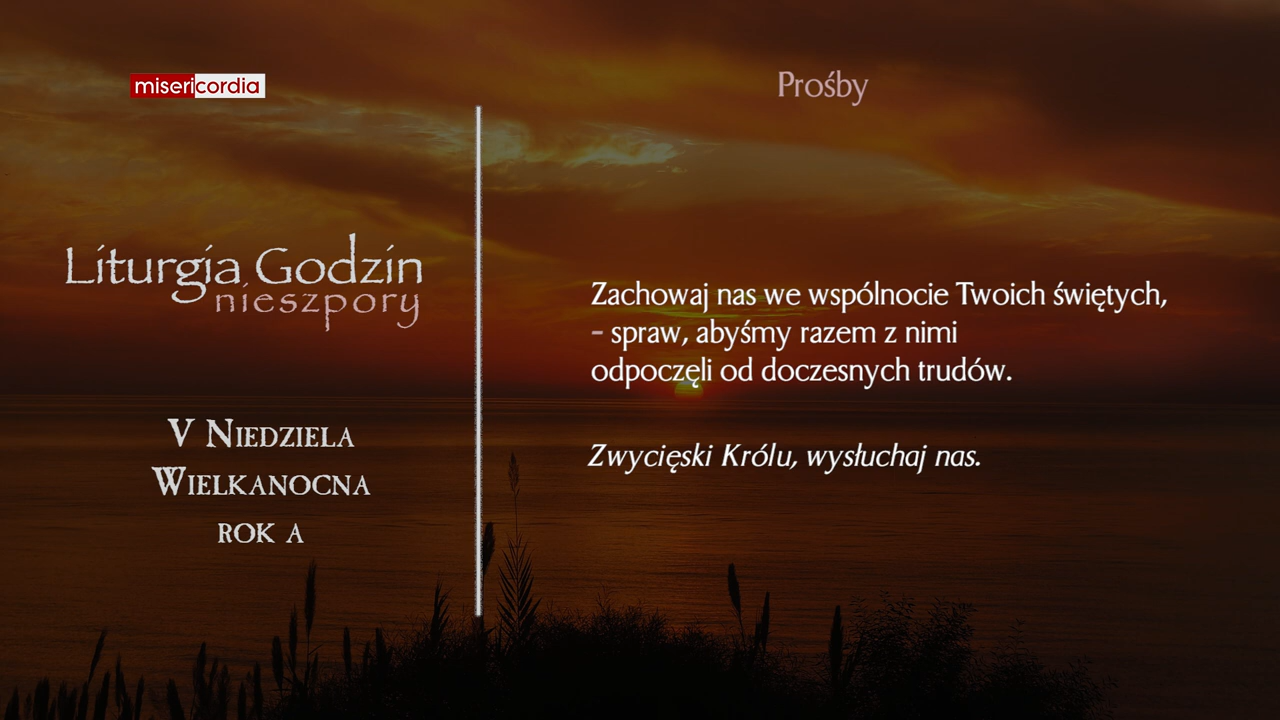 misericordia
Liturgia Godzin
nieszpory
V Niedziela
Wielkanocna
rok a
Prośby
Zachowaj nas we wspólnocie Twoich świętych,
– spraw, abyśmy razem z nimi
odpoczęli od doczesnych trudów.
Zwycięski Królu, wysłuchaj nas.